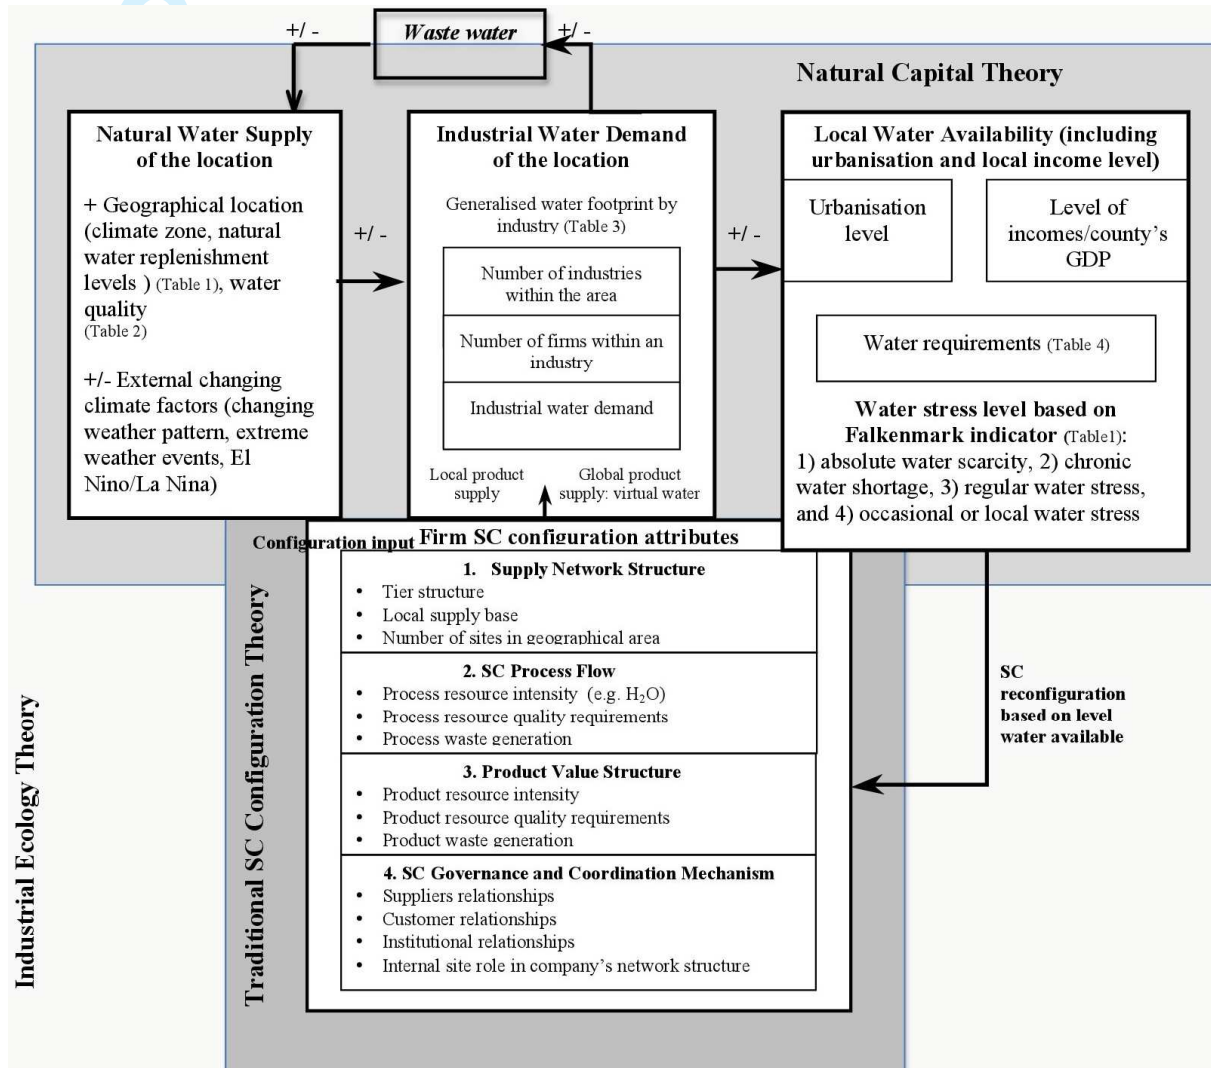 Waste water
+/ -
+/ -
Natural Capital Theory
Natural Water Supply
of the location
+ Geographical location
(climate zone, natural
water replenishment
levels ) (Table 1), water
quality
(Table 2)
+/- External changing
climate factors (changing
weather pattern, extreme
weather events, El
Nino/La Nina)
+/ -
Industrial Water Demand
of the location
Generalised water footprint by
industry (Table 3)
Number of industries
within the area
Number of firms within an
industry
Industrial water demand
Local product
supply
Global product
supply: virtual water
+/ -
Local Water Availability (including
urbanisation and local income level)
Urbanisation
level
Level of
incomes/county's
GDP
Water requirements (Table 4)
Water stress level based on
Falkenmark indicator (Table1):
1) absolute water scarcity, 2) chronic
water shortage, 3) regular water stress,
and 4) occasional or local water stress
Configuration input
Firm SC configuration attributes
1. Supply Network Structure
• Tier structure
• Local supply base
• Number of sites in geographical area
2. SC Process Flow
• Process resource intensity (e.g. H₂O)
• Process resource quality requirements
• Process waste generation
3. Product Value Structure
• Product resource intensity
• Product resource quality requirements
• Product waste generation
4. SC Governance and Coordination Mechanism
• Suppliers relationships
• Customer relationships
• Institutional relationships
• Internal site role in company's network structure
SC
reconfiguration
based on level
water available
Traditional SC Configuration Theory
Industrial Ecology Theory